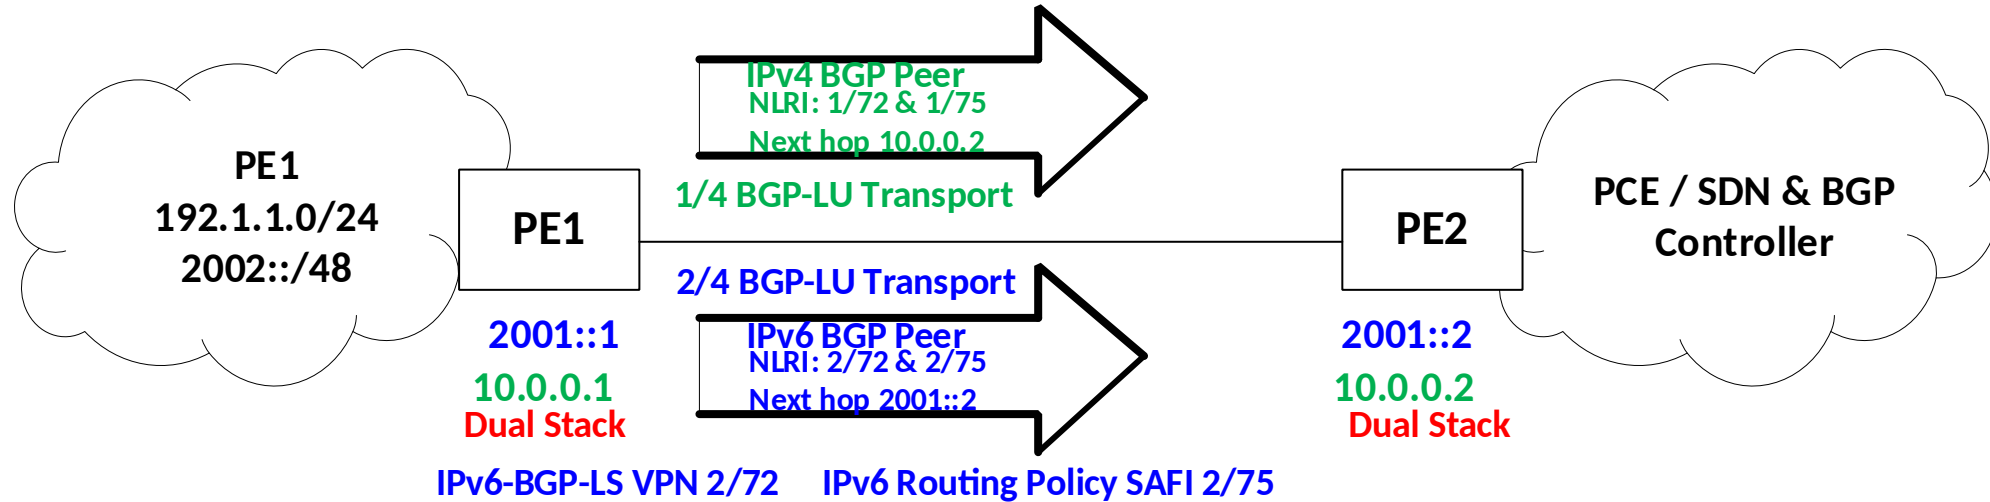 IPv4 BGP Peer
NLRI: 1/72 & 1/75
Next hop 10.0.0.2
1/4 BGP-LU Transport
PE1
192.1.1.0/24
2002::/48
PE1
PE2
PCE / SDN & BGP
Controller
2/4 BGP-LU Transport
IPv6 BGP Peer
NLRI: 2/72 & 2/75
Next hop 2001::2
2001::1
10.0.0.1
Dual Stack
2001::2
10.0.0.2
Dual Stack
IPv6-BGP-LS VPN 2/72 IPv6 Routing Policy SAFI 2/75